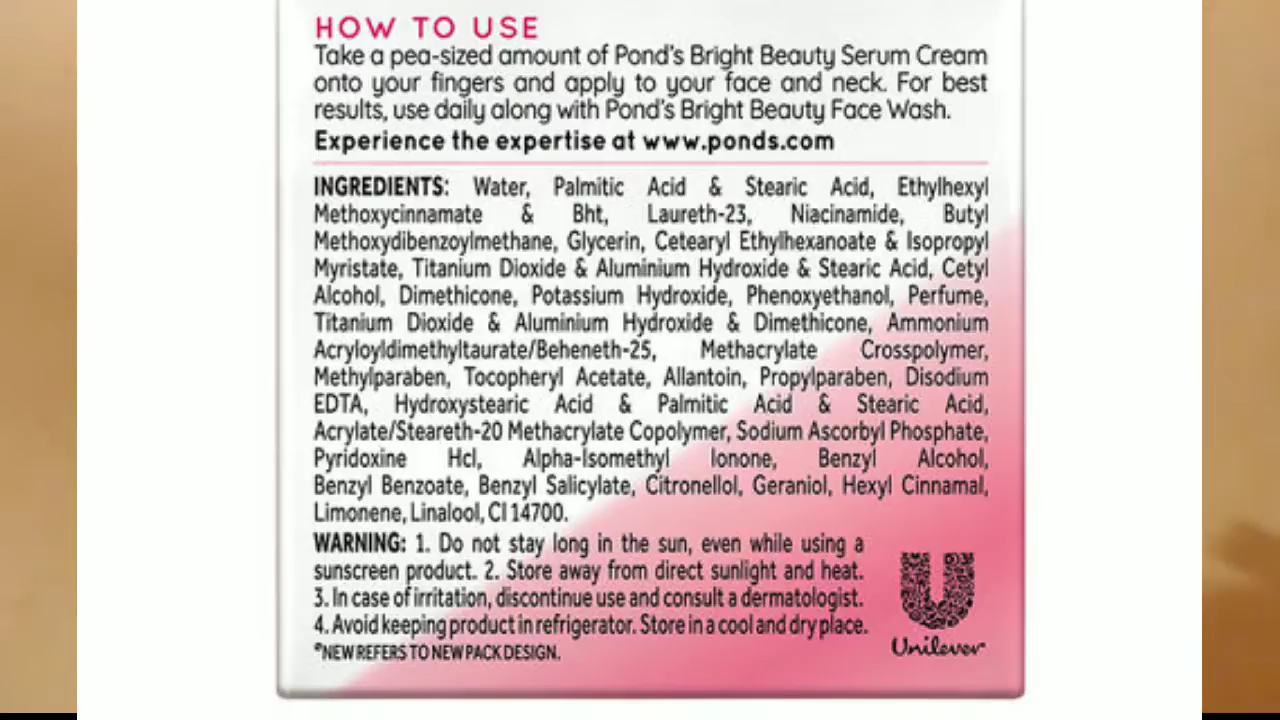 HOW TO USE
Take a pea-sized amount of Pond's Bright Beauty Serum Cream
onto your fingers and apply to your face and neck. For best
results, use daily along with Pond's Bright Beauty Face Wash.
Experience the expertise at www.ponds.com
INGREDIENTS: Water, Palmitic Acid & Stearic Acid, Ethylhexyl
Methoxycinnamate & Bht, Laureth-23, Niacinamide, Butyl
Methoxydibenzoylmethane, Glycerin, Cetearyl Ethylhexanoate & Isopropyl
Myristate, Titanium Dioxide & Aluminium Hydroxide & Stearic Acid, Cetyl
Alcohol, Dimethicone, Potassium Hydroxide, Phenoxyethanol, Perfume,
Titanium Dioxide & Aluminium Hydroxide & Dimethicone, Ammonium
Acryloyldimethyltaurate/Beheneth-25, Methacrylate Crosspolymer,
Methylparaben, Tocopheryl Acetate, Allantoin, Propylparaben, Disodium
EDTA, Hydroxystearic Acid & Palmitic Acid & Stearic Acid,
Acrylate/Steareth-20 Methacrylate Copolymer, Sodium Ascorbyl Phosphate,
Pyridoxine Hcl, Alpha-Isomethyl Ionone, Benzyl Alcohol,
Benzyl Benzoate, Benzyl Salicylate, Citronellol, Geraniol, Hexyl Cinnamal,
Limonene, Linalool, CI 14700.
WARNING: 1. Do not stay long in the sun, even while using a
sunscreen product. 2. Store away from direct sunlight and heat.
3. In case of irritation, discontinue use and consult a dermatologist.
4. Avoid keeping product in refrigerator. Store in a cool and dry place.
*NEW REFERS TO NEW PACK DESIGN.
Unilever